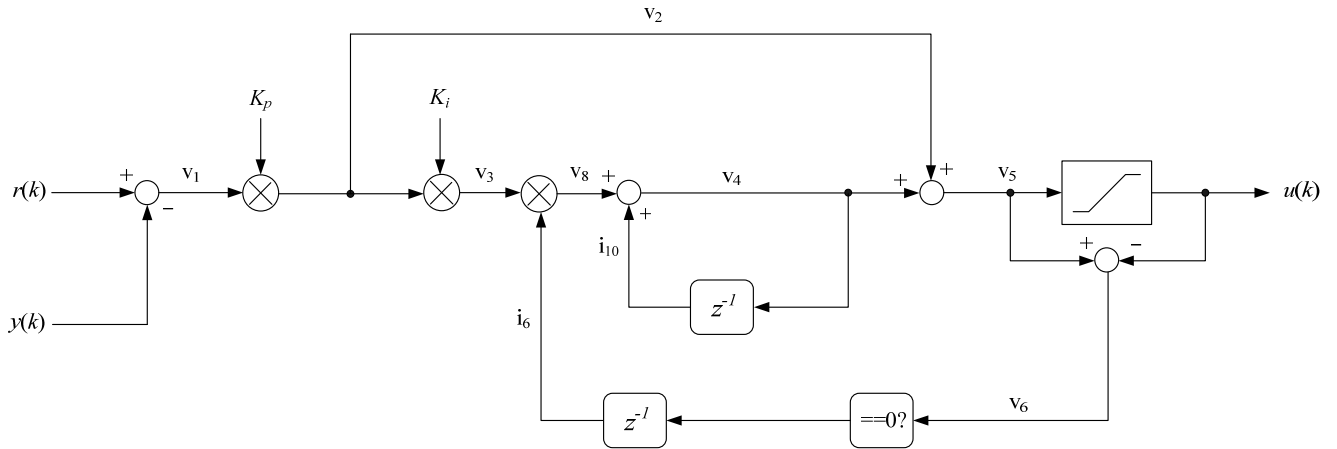 v₂
Kₚ
Kᵢ
r(k)
+
v₁
−
v₃
v₈
+
+
v₄
+
+
v₅
u(k)
i₁₀
+
−
z⁻¹
y(k)
i₆
z⁻¹
==0?
v₆